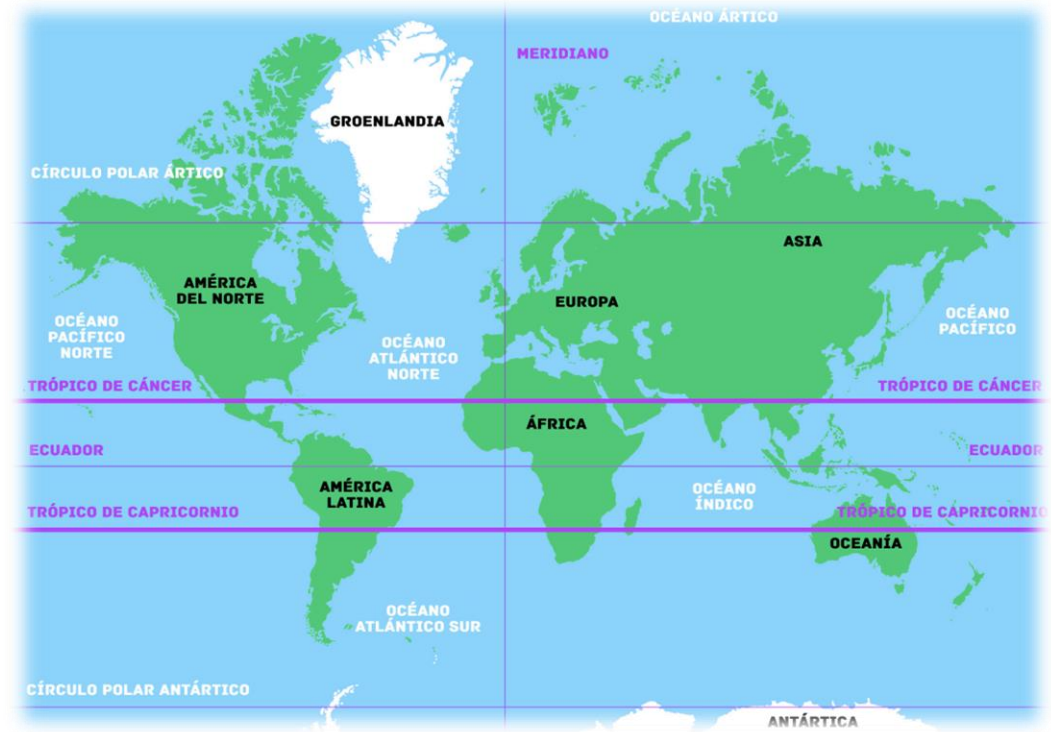 OCÉANO ÁRTICO
MERIDIANO
GROENLANDIA
CÍRCULO POLAR ÁRTICO
ASIA
AMÉRICA
DEL NORTE
EUROPA
OCÉANO
PACÍFICO
NORTE
OCÉANO
PACÍFICO
OCÉANO
ATLÁNTICO
NORTE
TRÓPICO DE CÁNCER
TRÓPICO DE CÁNCER
ÁFRICA
ECUADOR
ECUADOR
AMÉRICA
LATINA
OCÉANO
ÍNDICO
TRÓPICO DE CAPRICORNIO
TRÓPICO DE CAPRICORNIO
OCEANÍA
OCÉANO
ATLÁNTICO SUR
CÍRCULO POLAR ANTÁRTICO
ANTÁRTICA